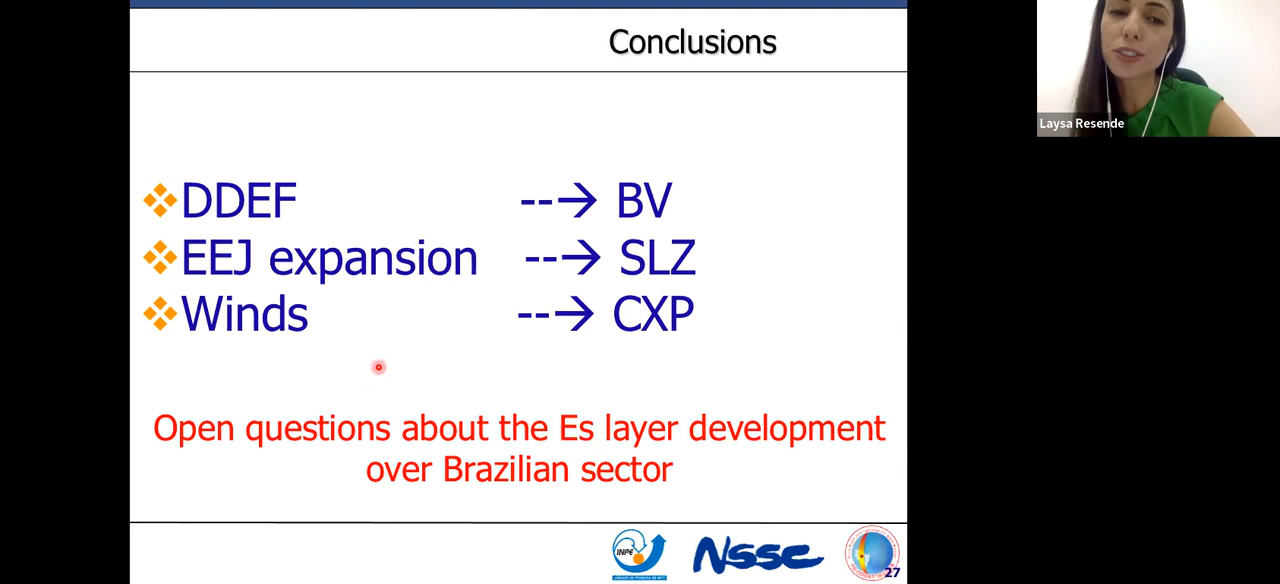 Conclusions
Laysa Resende
❖DDEF --→ BV
❖EEJ expansion --→ SLZ
❖Winds --→ CXP
Open questions about the Es layer development
over Brazilian sector
INPE
NSSC
27